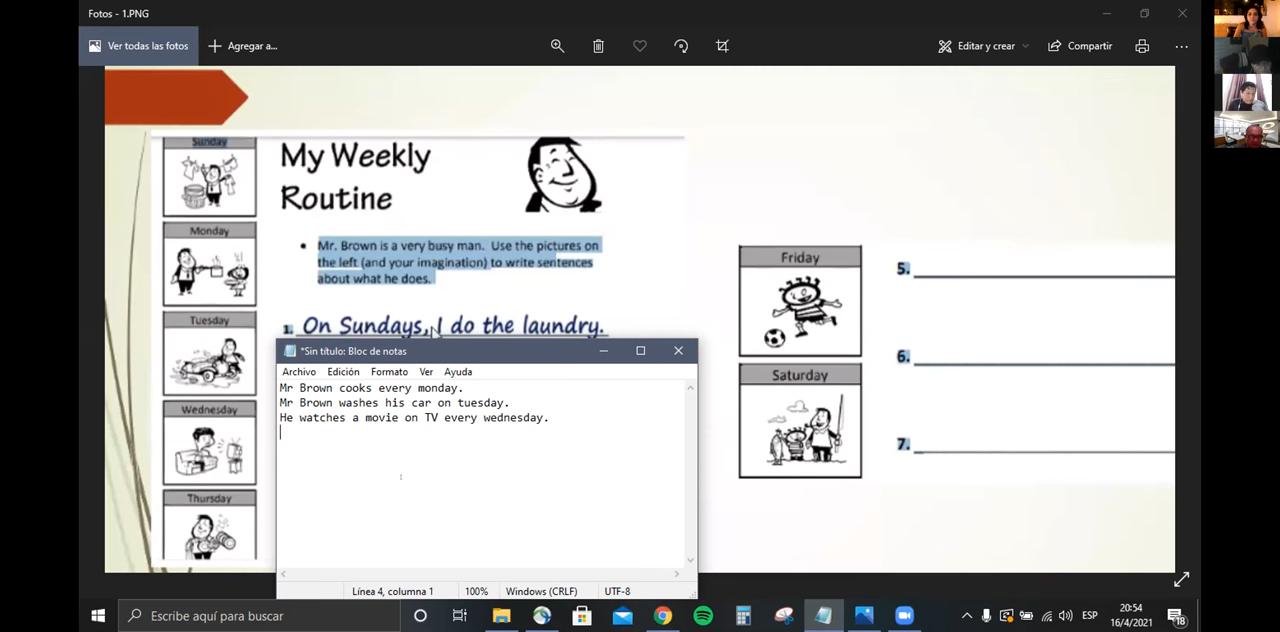 Fotos - 1.PNG
Ver todas las fotos
Agregar a...
Editar y crear
Compartir
Sunday
My Weekly
Routine
Mr. Brown is a very busy man. Use the pictures on
the left (and your imagination) to write sentences
about what he does.
1. On Sundays, I do the laundry.
Monday
Tuesday
Wednesday
Thursday
*Sin título: Bloc de notas
Archivo Edición Formato Ver Ayuda
Mr Brown cooks every monday.
Mr Brown washes his car on tuesday.
He watches a movie on TV every wednesday.
Línea 4, columna 1 100% Windows (CRLF) UTF-8
Friday
5.
6.
Saturday
7.
Escribe aquí para buscar
ESP
20:54
16/4/2021
18